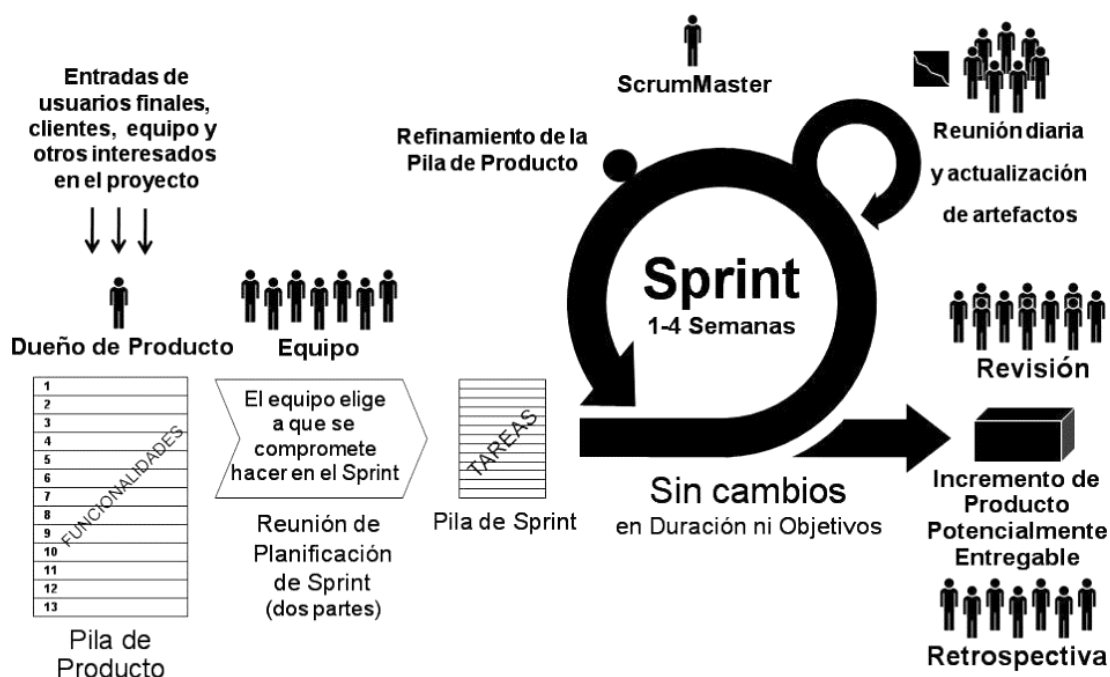 Entradas de
usuarios finales,
clientes, equipo y
otros interesados
en el proyecto
Dueño de Producto
1
2
3
4
5
6
7
8
9
10
11
12
13
FUNCIONALIDADES
Pila de
Producto
Equipo
El equipo elige
a que se
compromete
hacer en el Sprint
Reunión de
Planificación
de Sprint
(dos partes)
TAREAS
Pila de Sprint
ScrumMaster
Refinamiento de la
Pila de Producto
Sprint
1-4 Semanas
Sin cambios
en Duración ni Objetivos
Reunión diaria
y actualización
de artefactos
Revisión
Incremento de
Producto
Potencialmente
Entregable
Retrospectiva